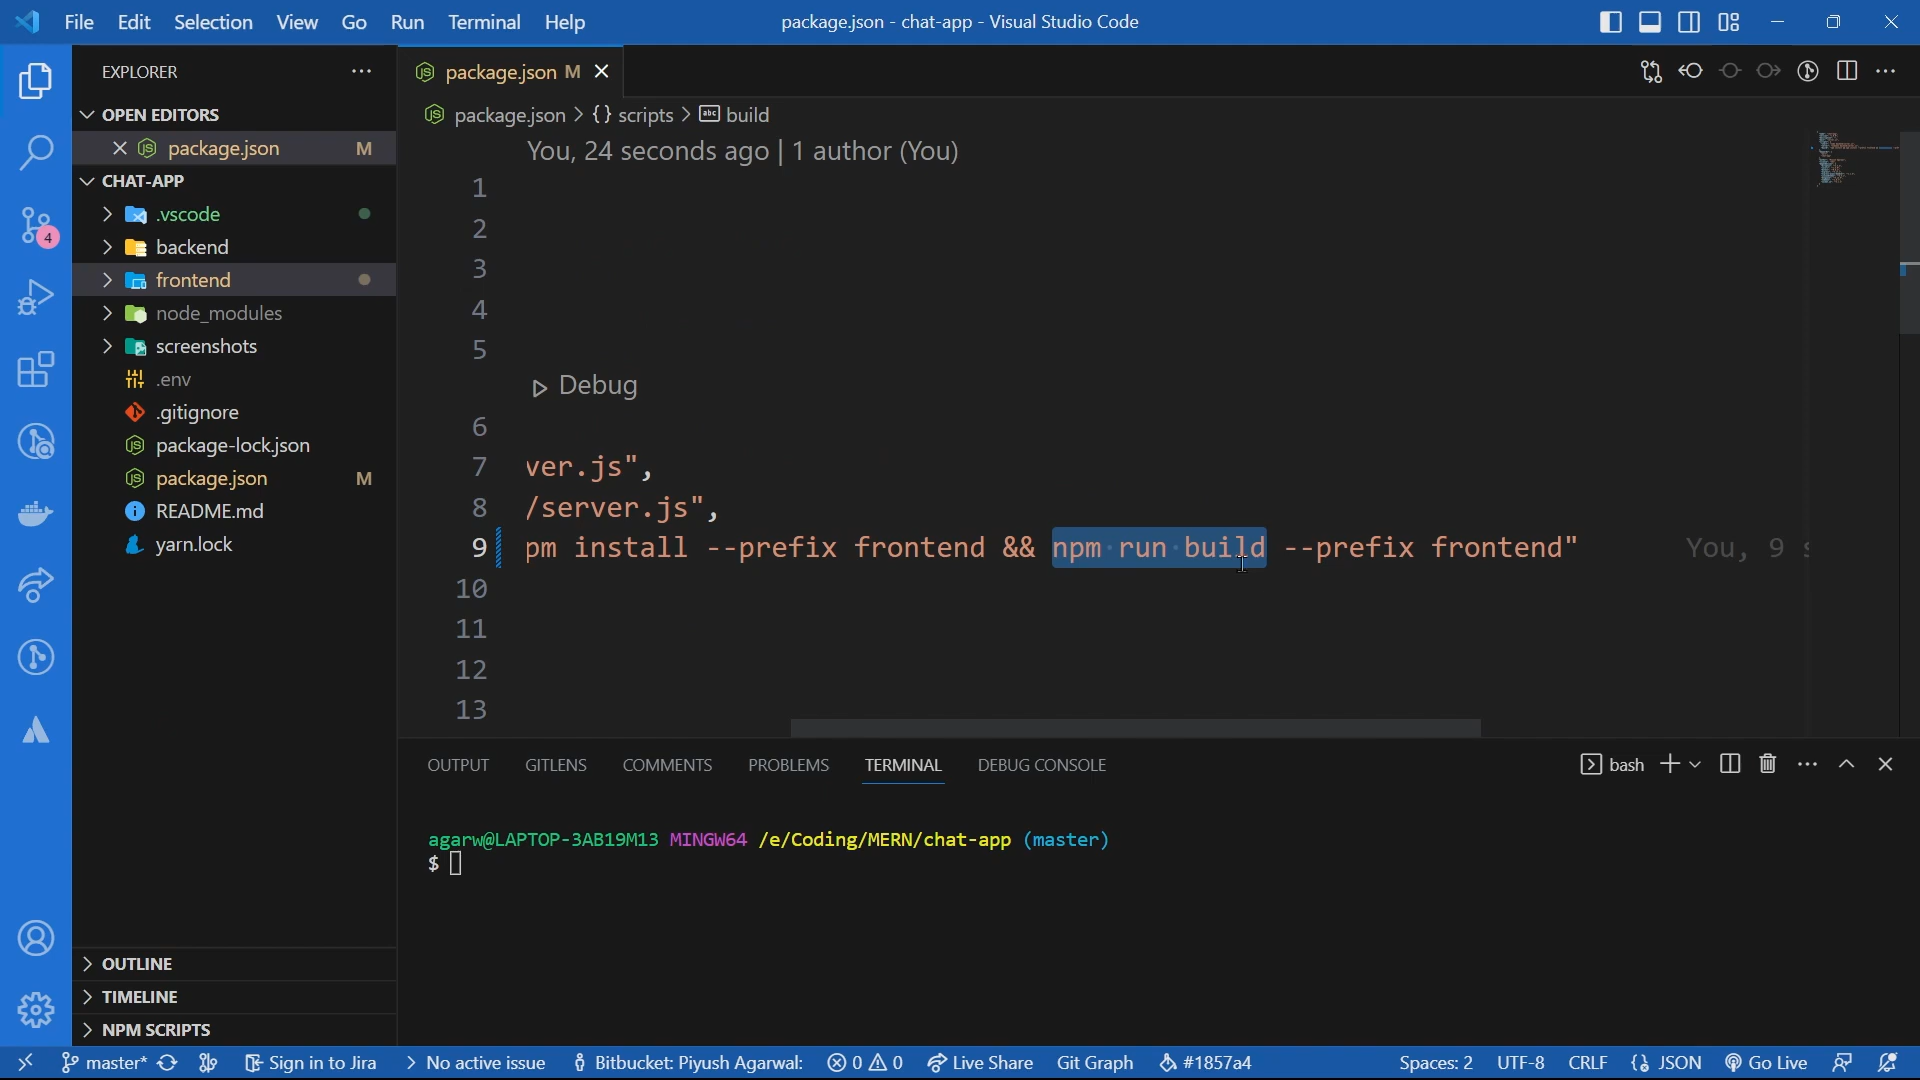 File Edit Selection View Go Run Terminal Help
package.json - chat-app - Visual Studio Code
EXPLORER
OPEN EDITORS
package.json M
CHAT-APP
.vscode
backend
frontend
node_modules
screenshots
.env
.gitignore
package-lock.json
package.json M
README.md
yarn.lock
OUTLINE
TIMELINE
NPM SCRIPTS
4
package.json M
package.json > {} scripts > abc build
You, 24 seconds ago | 1 author (You)
1
2
3
4
5
Debug
6
7 ver.js",
8 /server.js",
9 pm install --prefix frontend && npm run build --prefix frontend" You, 9 s
10
11
12
13
OUTPUT GITLENS COMMENTS PROBLEMS TERMINAL DEBUG CONSOLE
bash
agarw@LAPTOP-3AB19M13 MINGW64 /e/Coding/MERN/chat-app (master)
$
master* Sign in to Jira No active issue Bitbucket: Piyush Agarwal: 0 0 Live Share Git Graph #1857a4 Spaces: 2 UTF-8 CRLF {} JSON Go Live